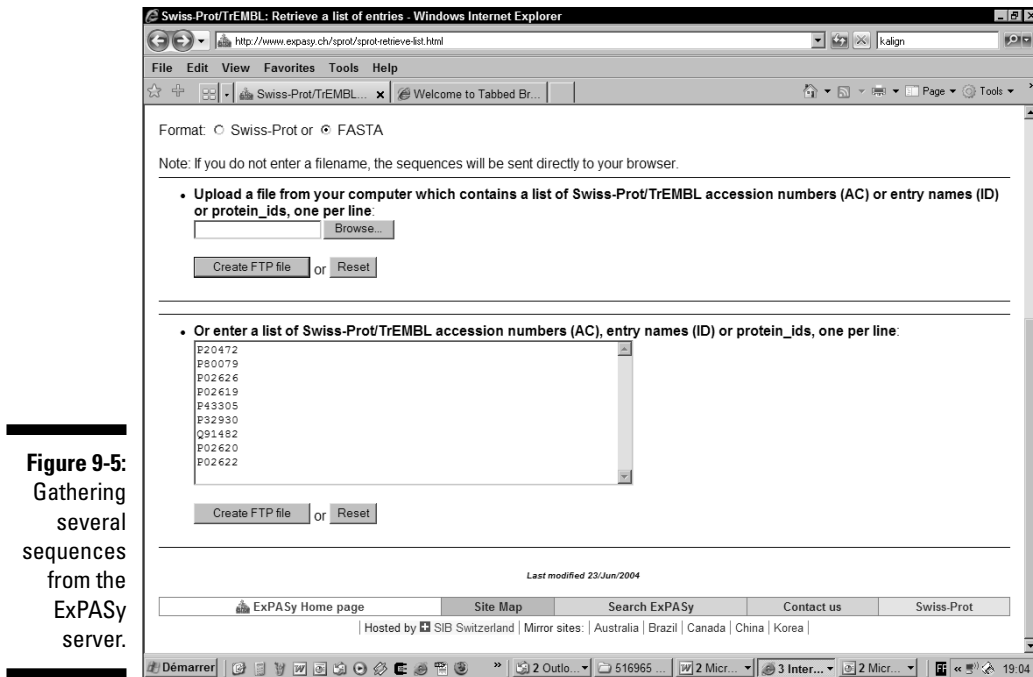 Swiss-Prot/TrEMBL: Retrieve a list of entries - Windows Internet Explorer
http://www.expasy.ch/sprot/sprot-retrieve-list.html
kalign
File Edit View Favorites Tools Help
Swiss-Prot/TrEMBL... x Welcome to Tabbed Br...
Page Tools
Format: Swiss-Prot or FASTA
Note: If you do not enter a filename, the sequences will be sent directly to your browser.
• Upload a file from your computer which contains a list of Swiss-Prot/TrEMBL accession numbers (AC) or entry names (ID)
or protein_ids, one per line:
Browse...
Create FTP file or Reset
• Or enter a list of Swiss-Prot/TrEMBL accession numbers (AC), entry names (ID) or protein_ids, one per line:
P20472
P80079
P02626
P02619
P43305
P32930
Q91482
P02620
P02622
Create FTP file or Reset
Last modified 23/Jun/2004
ExPASy Home page Site Map Search ExPASy Contact us Swiss-Prot
Hosted by SIB Switzerland | Mirror sites: | Australia | Brazil | Canada | China | Korea |
Démarrer » 2 Outlo... 516965 ... 2 Micr... 3 Inter... 2 Micr... « 19:04
Figure 9-5:
Gathering
several
sequences
from the
ExPASy
server.